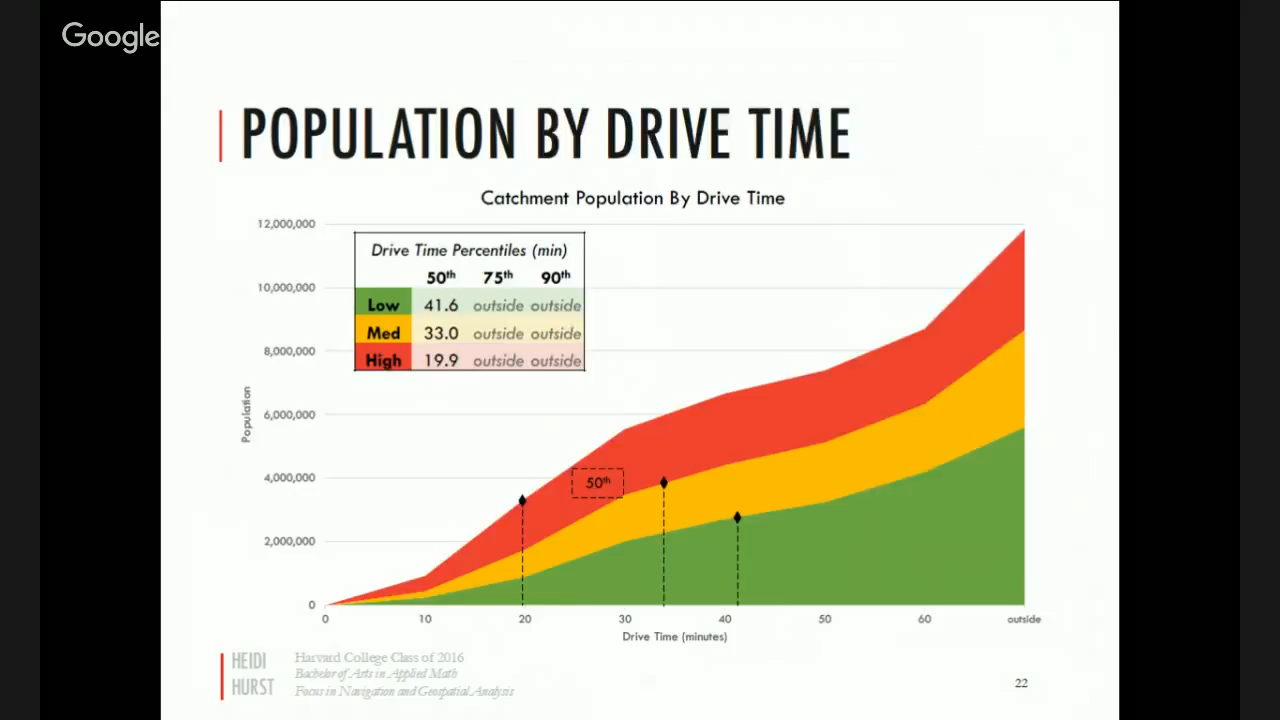 Google
POPULATION BY DRIVE TIME
Catchment Population By Drive Time
Drive Time Percentiles (min)
50th 75th 90th
Low 41.6 outside outside
Med 33.0 outside outside
High 19.9 outside outside
12,000,000
10,000,000
8,000,000
6,000,000
4,000,000
2,000,000
0
Population
50th
0 10 20 30 40 50 60 outside
Drive Time (minutes)
HEIDI
HURST
Harvard College Class of 2016
Bachelor of Arts in Applied Math
Focus in Navigation and Geospatial Analysis
22